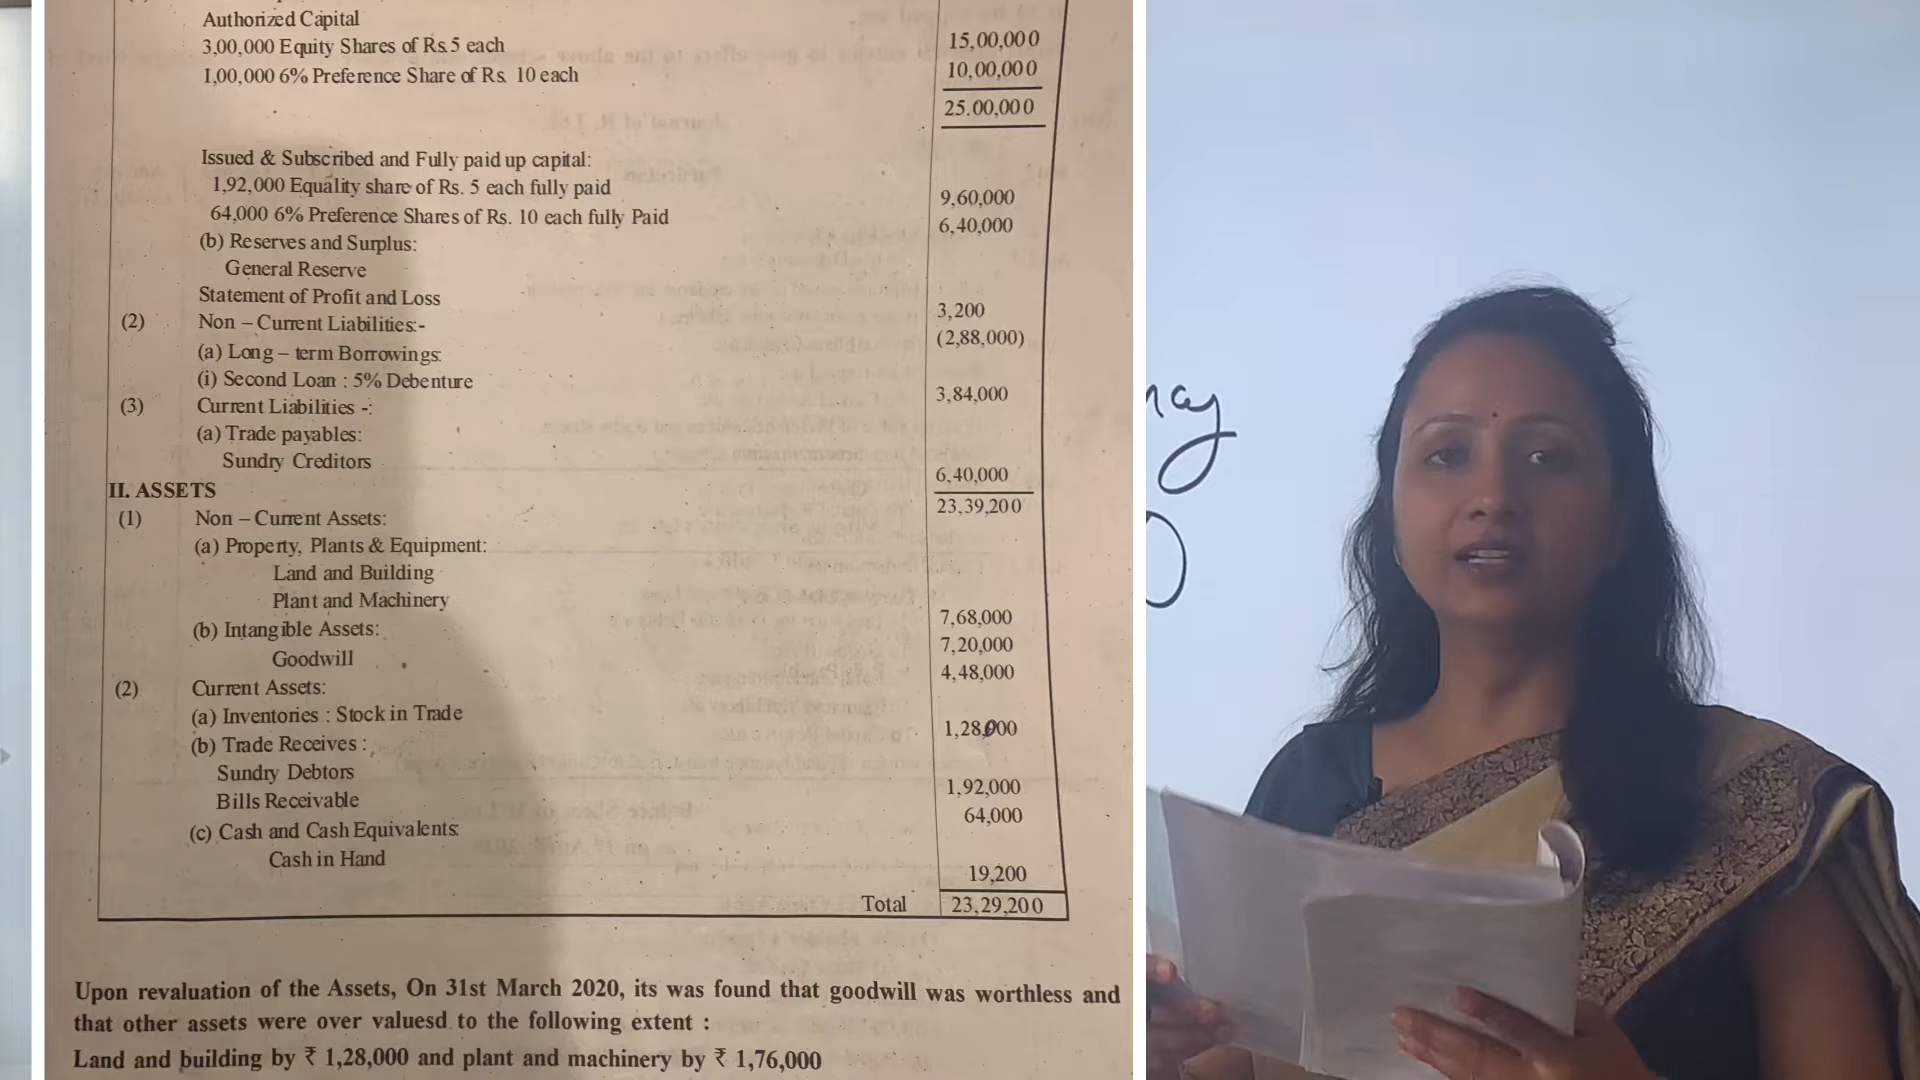 Authorized Capital
3,00,000 Equity Shares of Rs.5 each 15,00,000
1,00,000 6% Preference Share of Rs. 10 each 10,00,000
25.00,000
Issued & Subscribed and Fully paid up capital:
1,92,000 Equality share of Rs. 5 each fully paid 9,60,000
64,000 6% Preference Shares of Rs. 10 each fully Paid 6,40,000
(b) Reserves and Surplus:
General Reserve 3,200
Statement of Profit and Loss (2,88,000)
(2) Non – Current Liabilities:-
(a) Long – term Borrowings:
(i) Second Loan : 5% Debenture 3,84,000
(3) Current Liabilities -:
(a) Trade payables:
Sundry Creditors 6,40,000
23,39,200
II. ASSETS
(1) Non – Current Assets:
(a) Property, Plants & Equipment:
Land and Building 7,68,000
Plant and Machinery 7,20,000
(b) Intangible Assets:
Goodwill 4,48,000
(2) Current Assets:
(a) Inventories : Stock in Trade 1,28,000
(b) Trade Receives :
Sundry Debtors 1,92,000
Bills Receivable 64,000
(c) Cash and Cash Equivalents:
Cash in Hand 19,200
Total 23,29,200
Upon revaluation of the Assets, On 31st March 2020, its was found that goodwill was worthless and
that other assets were over valuesd to the following extent :
Land and building by ₹ 1,28,000 and plant and machinery by ₹ 1,76,000